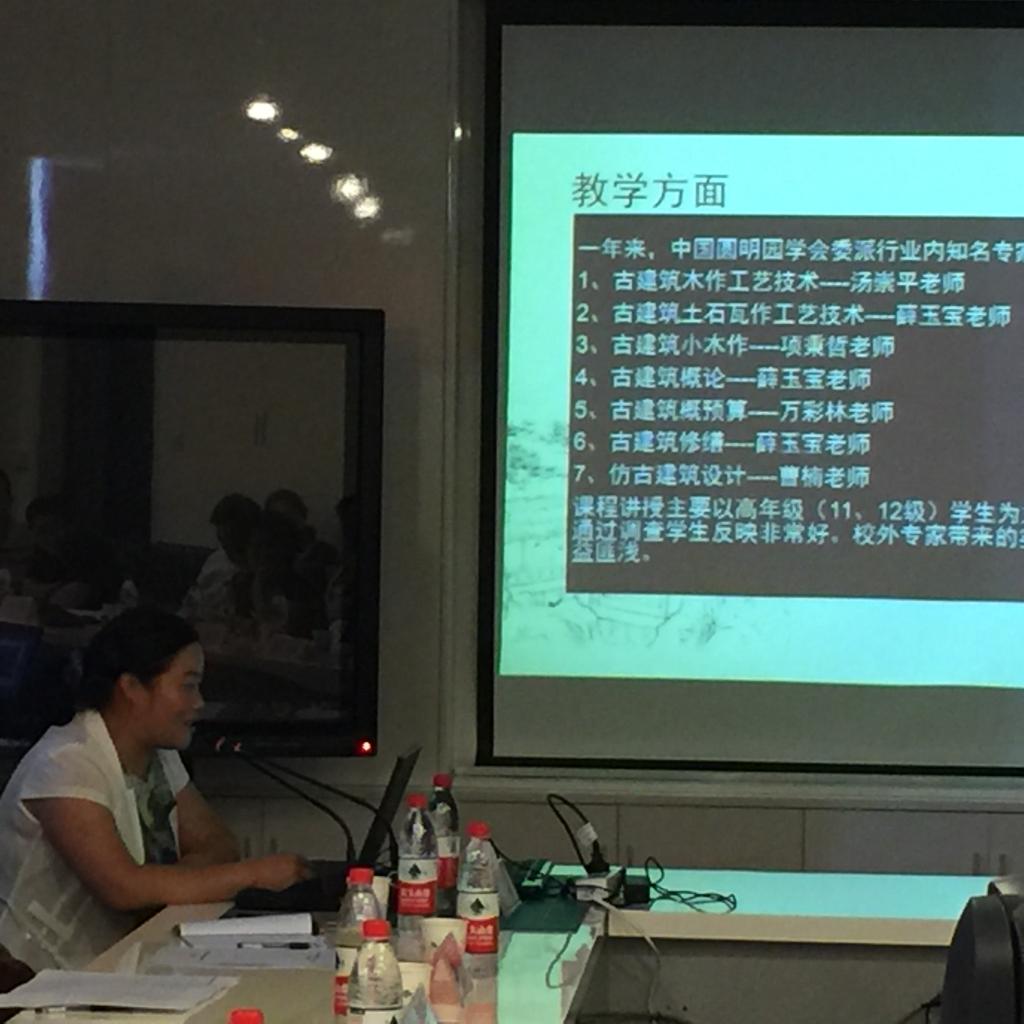 教学方面
一年来，中国圆明园学会委派行业内知名专家
1、古建筑木作工艺技术----汤崇平老师
2、古建筑土石瓦作工艺技术----薛玉宝老师
3、古建筑小木作----项秉哲老师
4、古建筑概论----薛玉宝老师
5、古建筑概预算----万彩林老师
6、古建筑修缮----薛玉宝老师
7、仿古建筑设计----曹楠老师
课程讲授主要以高年级（11、12级）学生为
通过调查学生反映非常好。校外专家带来的
益匪浅。